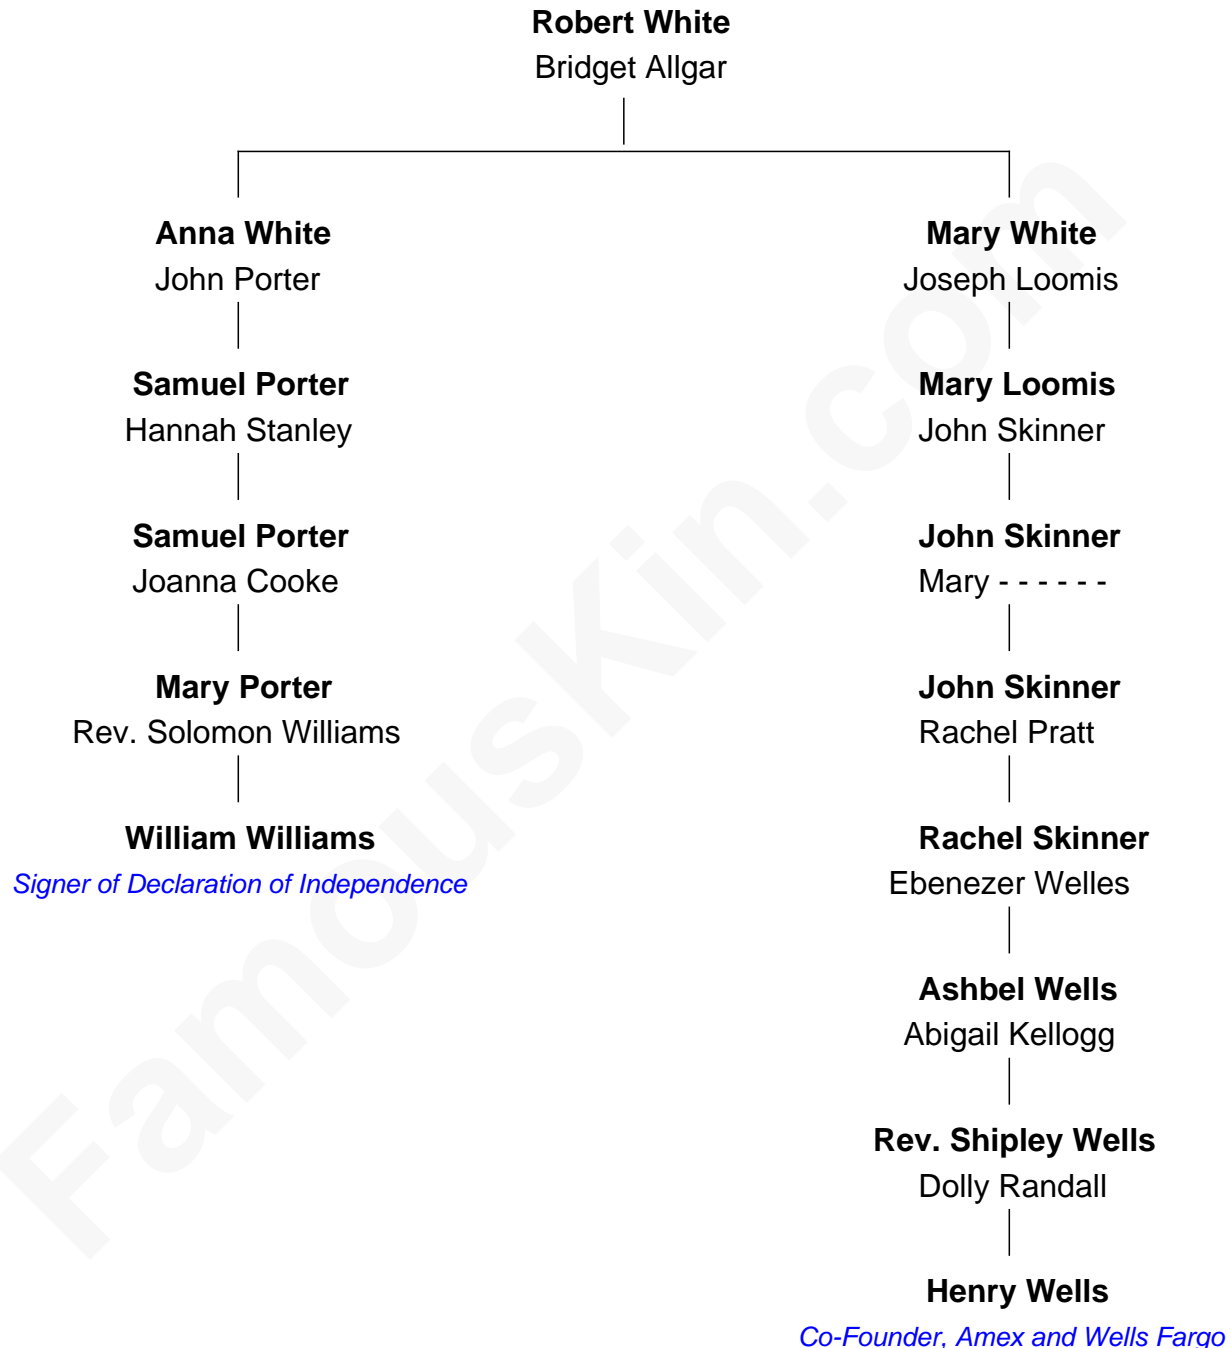 Robert White
Bridget Allgar
Anna White
John Porter
Samuel Porter
Hannah Stanley
Samuel Porter
Joanna Cooke
Mary Porter
Rev. Solomon Williams
William Williams
Signer of Declaration of Independence
Mary White
Joseph Loomis
Mary Loomis
John Skinner
John Skinner
Mary - - - - - -
John Skinner
Rachel Pratt
Rachel Skinner
Ebenezer Welles
Ashbel Wells
Abigail Kellogg
Rev. Shipley Wells
Dolly Randall
Henry Wells
Co-Founder, Amex and Wells Fargo
FamousKin.com